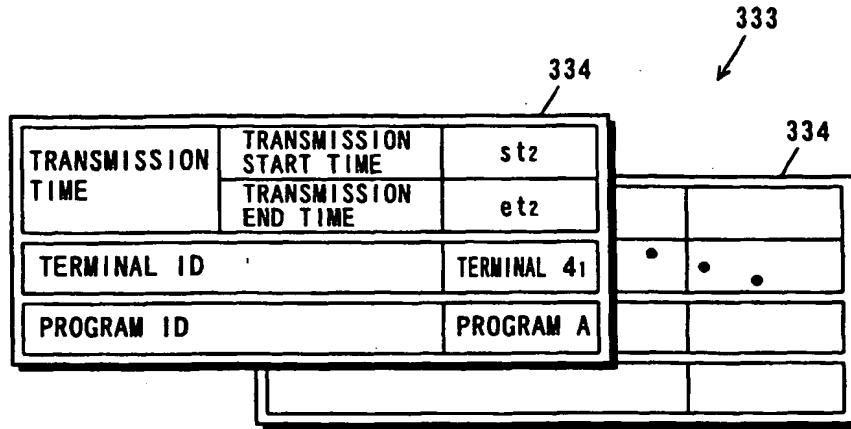 333
334
334
TRANSMISSION TIME
TRANSMISSION START TIME
st2
TRANSMISSION END TIME
et2
TERMINAL ID
TERMINAL 41
PROGRAM ID
PROGRAM A